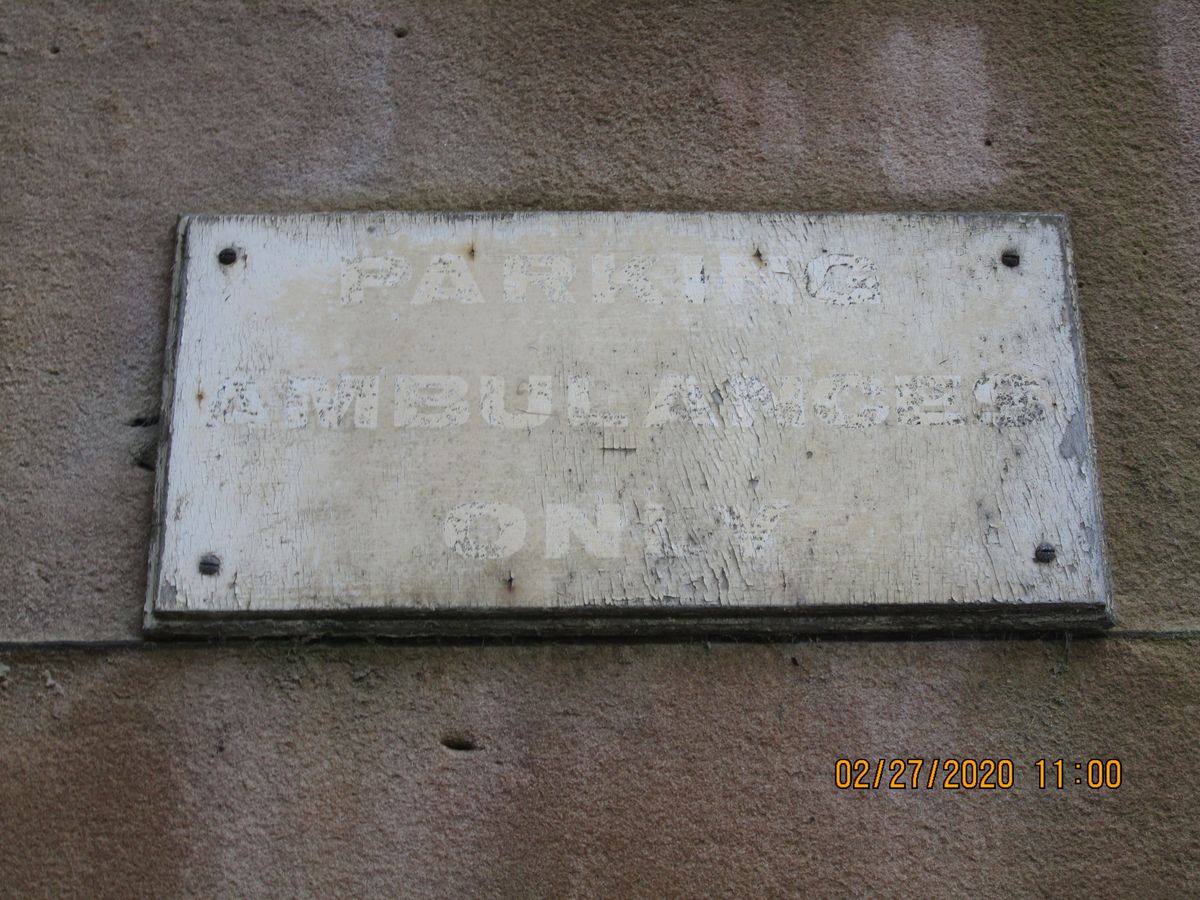 PARKING
AMBULANCES
ONLY
02/27/2020 11:00